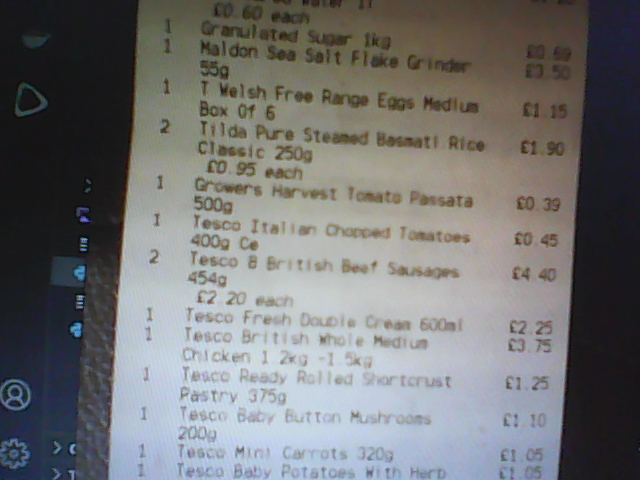 Water
£0.60 each
1 Granulated Sugar 1kg £0.69
1 Maldon Sea Salt Flake Grinder £3.50
55g
1 T Welsh Free Range Eggs Medium £1.15
Box Of 6
2 Tilda Pure Steamed Basmati Rice £1.90
Classic 250g
£0.95 each
1 Growers Harvest Tomato Passata £0.39
500g
1 Tesco Italian Chopped Tomatoes £0.45
400g Ce
2 Tesco 8 British Beef Sausages £4.40
454g
£2.20 each
1 Tesco Fresh Double Cream 600ml £2.25
1 Tesco British Whole Medium £3.75
Chicken 1.2kg -1.5kg
1 Tesco Ready Rolled Shortcrust £1.25
Pastry 375g
1 Tesco Baby Button Mushrooms £1.10
200g
1 Tesco Mini Carrots 320g £1.05
1 Tesco Baby Potatoes With Herb £1.05